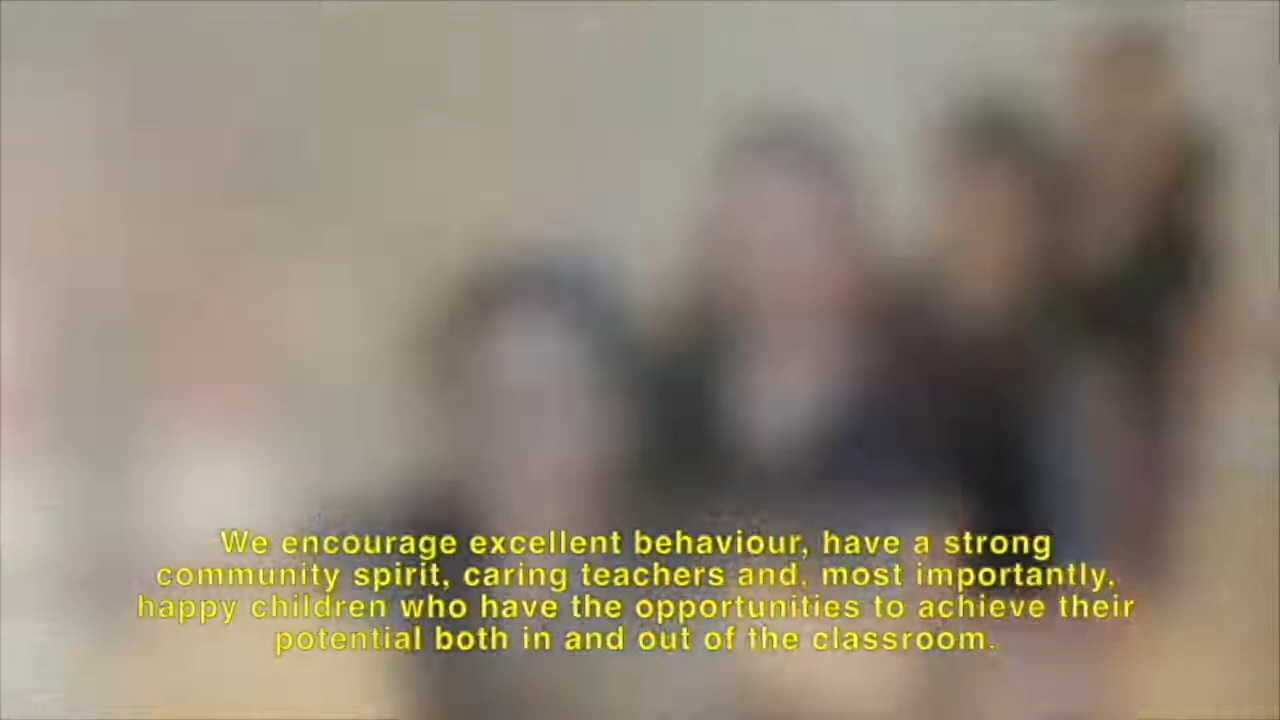 We encourage excellent behaviour, have a strong
community spirit, caring teachers and, most importantly,
happy children who have the opportunities to achieve their
potential both in and out of the classroom.